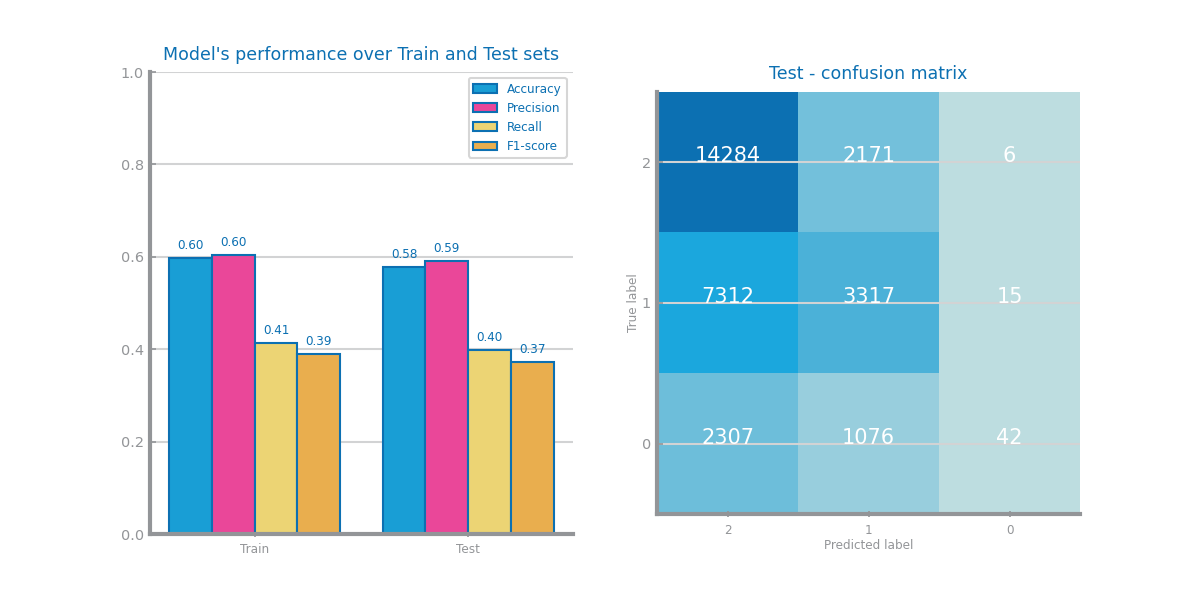 Model's performance over Train and Test sets
1.0
0.8
0.6
0.4
0.2
0.0
Accuracy
Precision
Recall
F1-score
0.60
0.60
0.41
0.39
0.58
0.59
0.40
0.37
Train
Test
Test - confusion matrix
True label
2
14284
2171
6
1
7312
3317
15
0
2307
1076
42
2
1
0
Predicted label